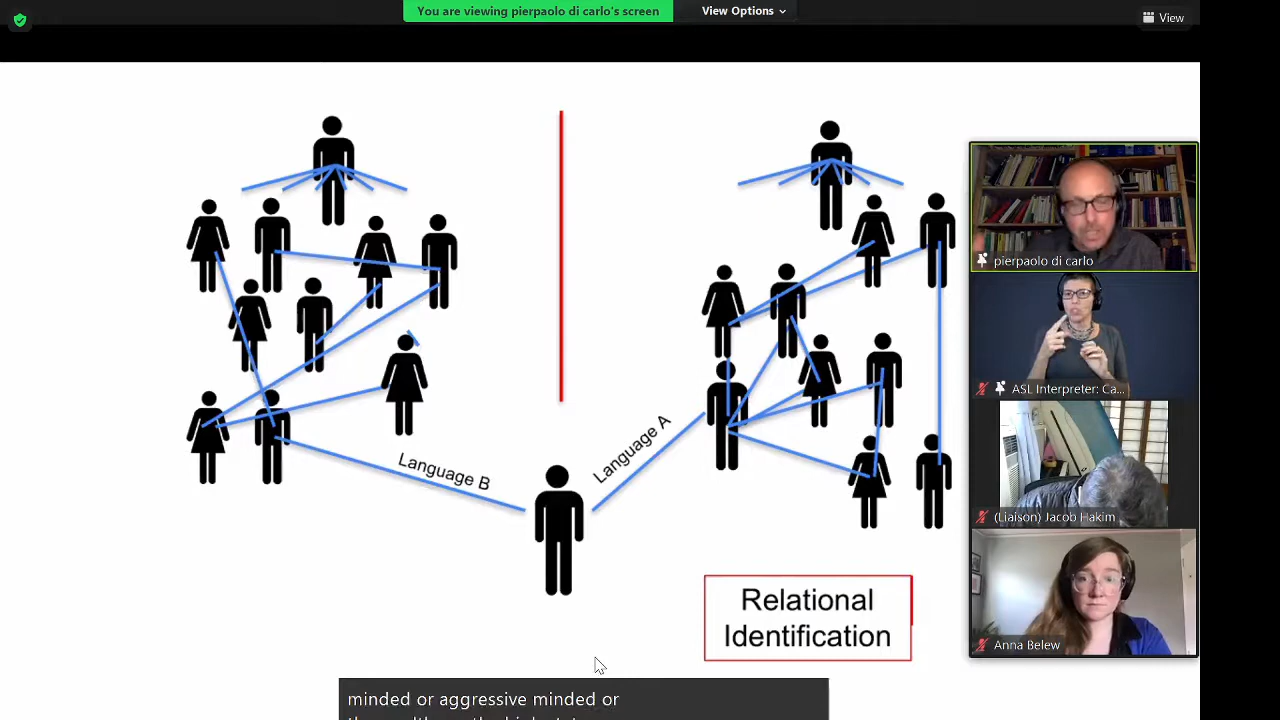 You are viewing pierpaolo di carlo's screen
View Options
View
pierpaolo di carlo
ASL Interpreter: Ca...
(Liaison) Jacob Hakim
Language B
Language A
Relational
Identification
Anna Belew
minded or aggressive minded or